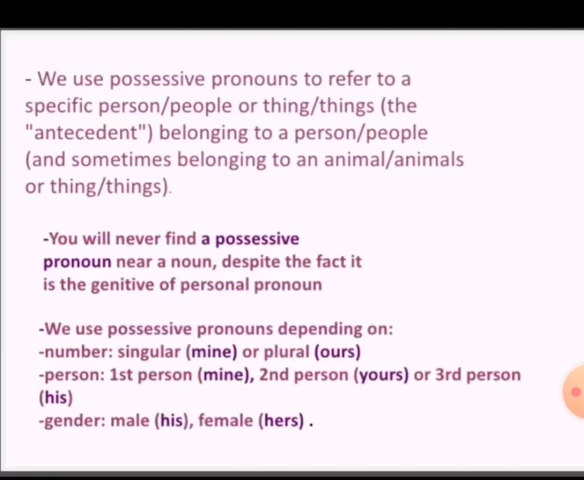 - We use possessive pronouns to refer to a
specific person/people or thing/things (the
"antecedent") belonging to a person/people
(and sometimes belonging to an animal/animals
or thing/things).
-You will never find a possessive
pronoun near a noun, despite the fact it
is the genitive of personal pronoun
-We use possessive pronouns depending on:
-number: singular (mine) or plural (ours)
-person: 1st person (mine), 2nd person (yours) or 3rd person
(his)
-gender: male (his), female (hers) .